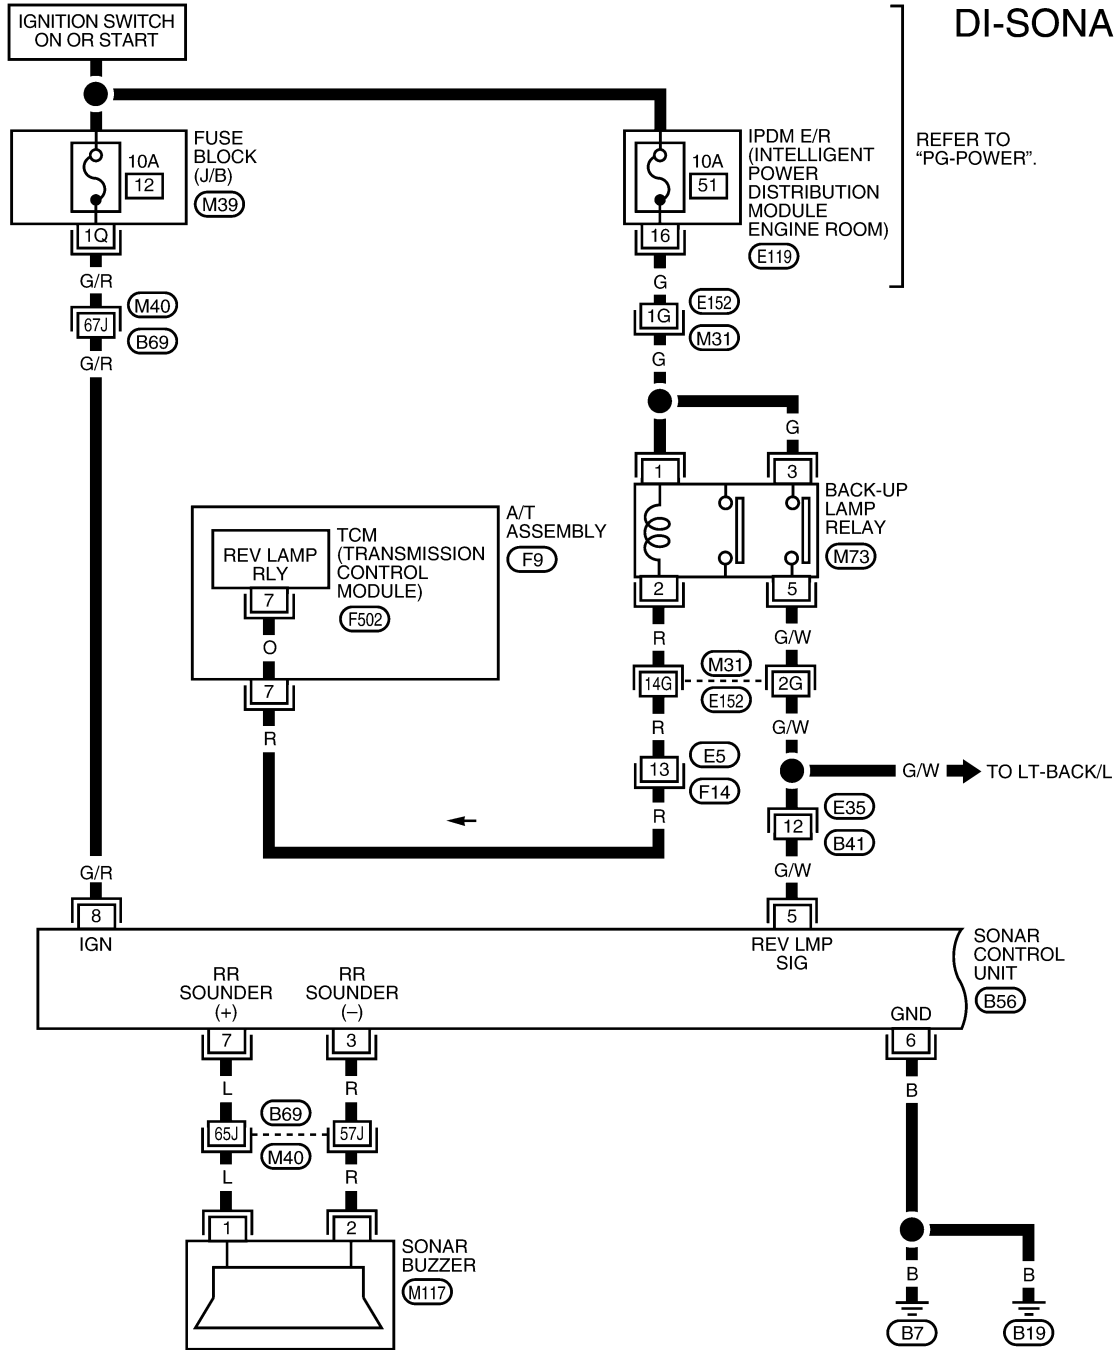 DI-SONA
IGNITION SWITCH
ON OR START
FUSE
BLOCK
(J/B)
M39
10A
12
1Q
IPDM E/R
(INTELLIGENT
POWER
DISTRIBUTION
MODULE
ENGINE ROOM)
E119
10A
51
16
REFER TO
“PG-POWER”.
G/R
67J
M40
B69
G/R
G
1G
E152
M31
G
G
1
3
BACK-UP
LAMP
RELAY
M73
2
5
A/T
ASSEMBLY
F9
REV LAMP
RLY
TCM
(TRANSMISSION
CONTROL
MODULE)
F502
7
O
7
R
R
G/W
14G
M31
E152
2G
R
G/W
13
E5
F14
R
G/W
TO LT-BACK/L
12
E35
B41
G/W
G/R
8
5
IGN
REV LMP
SIG
SONAR
CONTROL
UNIT
B56
RR
SOUNDER
(+)
RR
SOUNDER
(–)
GND
7
3
6
L
R
B
65J
B69
M40
57J
L
R
1
2
SONAR
BUZZER
M117
B
B
B7
B19